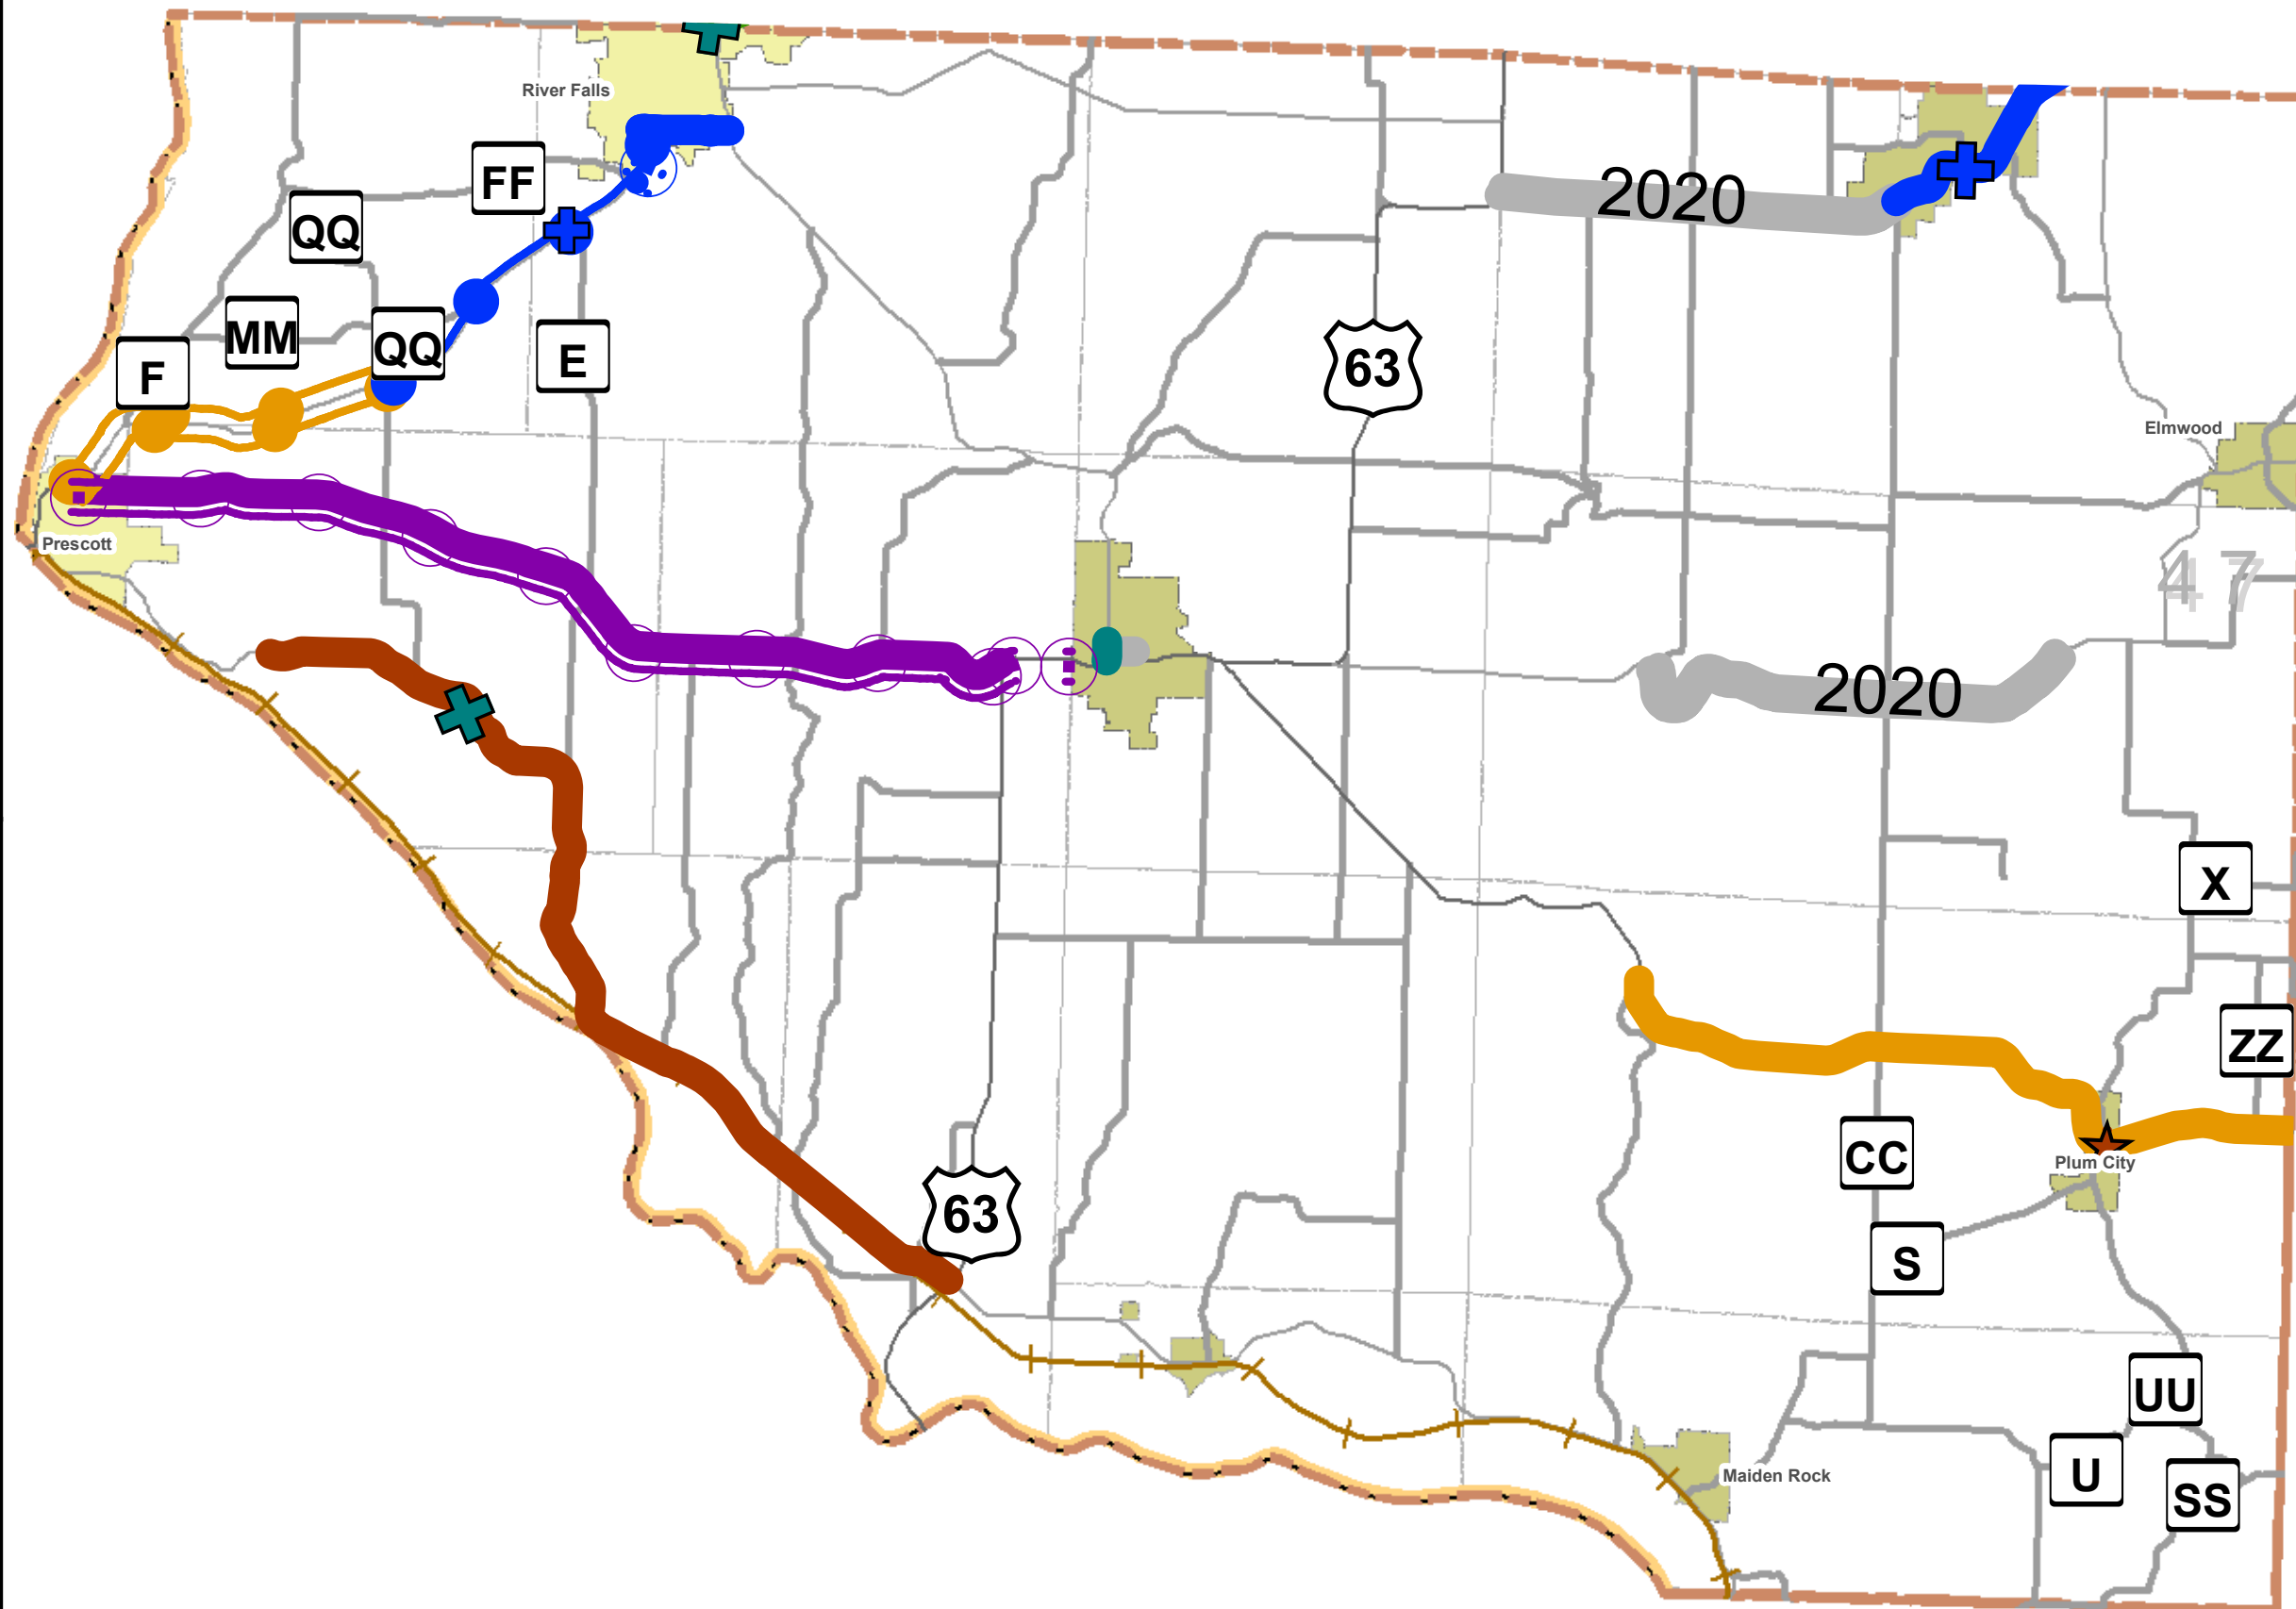 River Falls
FF
2020
QQ
MM
QQ
E
F
63
Elmwood
Prescott
47
2020
X
ZZ
CC
Plum City
63
S
UU
U
Maiden Rock
SS